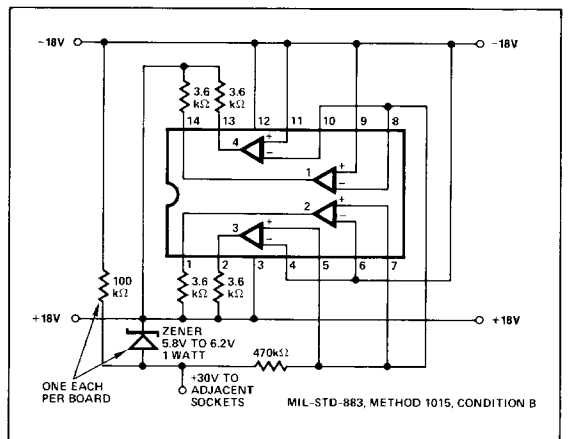 -18V
-18V
3.6 kΩ
3.6 kΩ
14
13
12
11
10
9
8
4
+
−
1
+
−
2
+
−
3
+
−
1
2
3
4
5
6
7
100 kΩ
3.6 kΩ
3.6 kΩ
+18V
+18V
ZENER
5.8V TO 6.2V
1 WATT
470kΩ
ONE EACH
PER BOARD
+30V TO
ADJACENT
SOCKETS
MIL-STD-883, METHOD 1015, CONDITION B